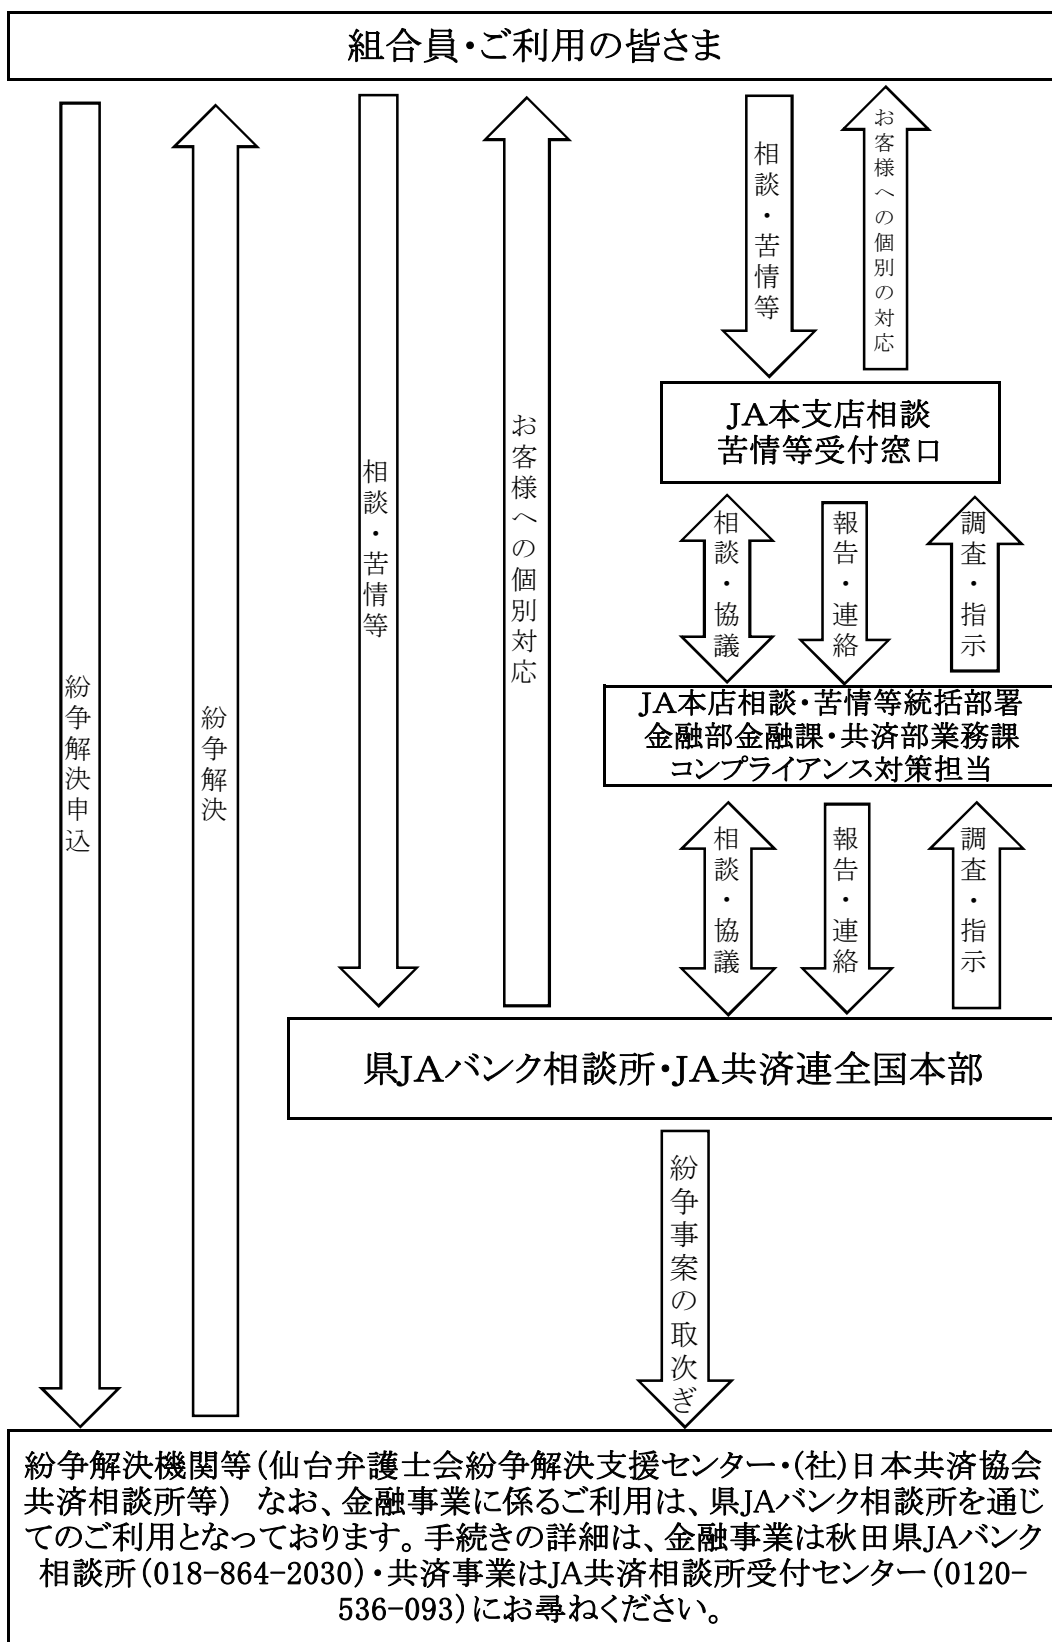 組合員・ご利用の皆さま
紛争解決申込
紛争解決
相談・苦情等
お客様への個別対応
相談・苦情等
お客様への個別の対応
JA本支店相談
苦情等受付窓口
相談・協議
報告・連絡
調査・指示
JA本店相談・苦情等統括部署
金融部金融課・共済部業務課
コンプライアンス対策担当
相談・協議
報告・連絡
調査・指示
県JAバンク相談所・JA共済連全国本部
紛争事案の取次ぎ
紛争解決機関等(仙台弁護士会紛争解決支援センター・(社)日本共済協会
共済相談所等) なお、金融事業に係るご利用は、県JAバンク相談所を通じ
てのご利用となっております。手続きの詳細は、金融事業は秋田県JAバンク
相談所(018-864-2030)・共済事業はJA共済相談所受付センター(0120-
536-093)にお尋ねください。